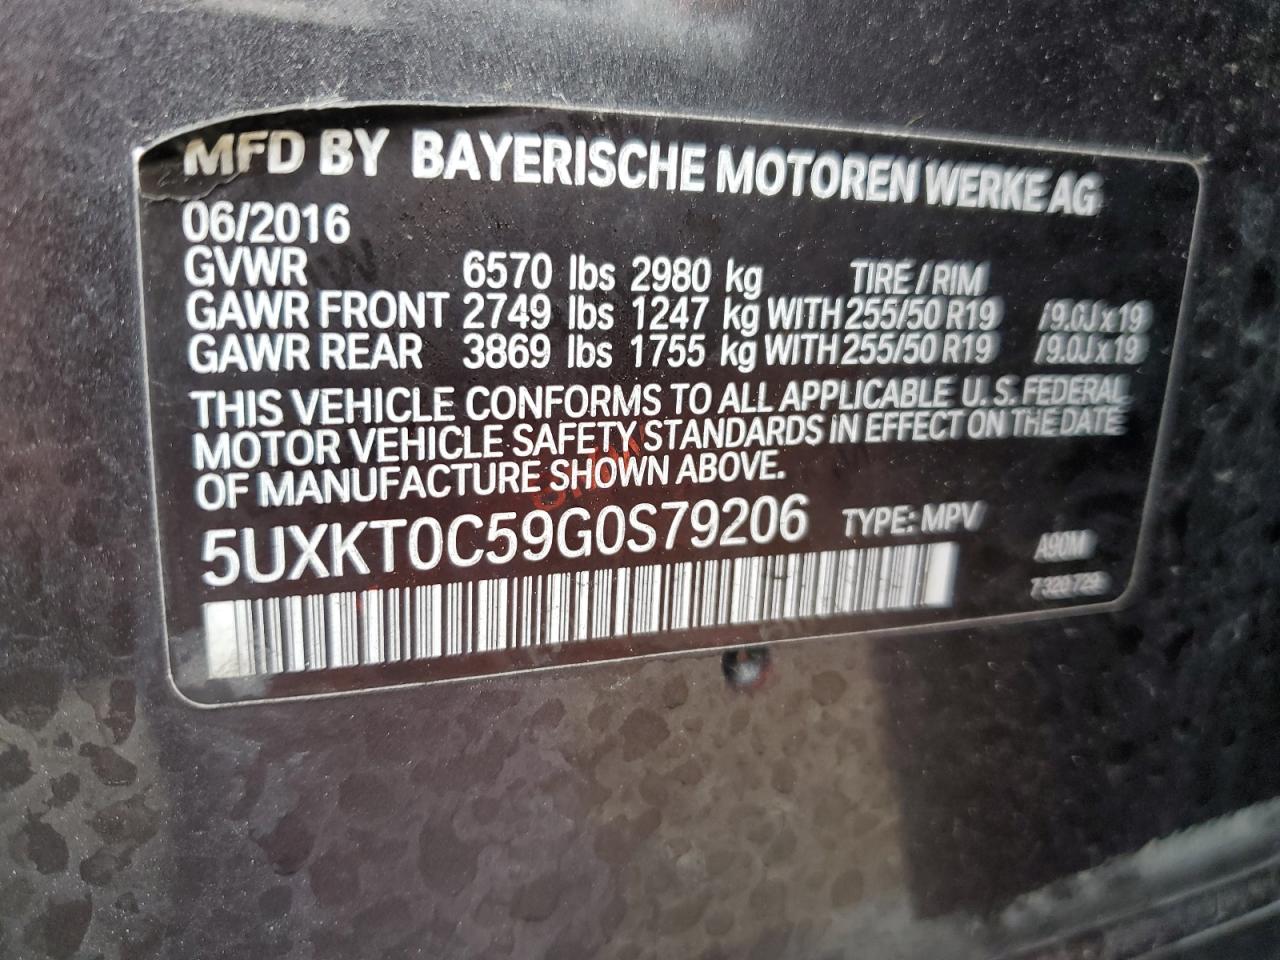 MFD BY BAYERISCHE MOTOREN WERKE AG
06/2016
GVWR 6570 lbs 2980 kg TIRE / RIM
GAWR FRONT 2749 lbs 1247 kg WITH 255/50 R19 /9.0J x 19
GAWR REAR 3869 lbs 1755 kg WITH 255/50 R19 /9.0J x 19
THIS VEHICLE CONFORMS TO ALL APPLICABLE U.S. FEDERAL
MOTOR VEHICLE SAFETY STANDARDS IN EFFECT ON THE DATE
OF MANUFACTURE SHOWN ABOVE.
5UXKT0C59G0S79206 TYPE: MPV
A90M
7 320 729